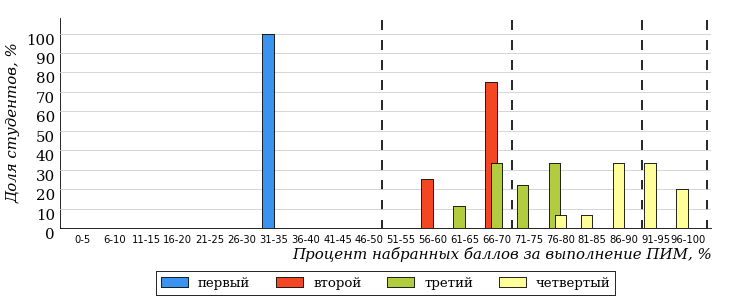 Доля студентов, %
100
90
80
70
60
50
40
30
20
10
0
0-5 6-10 11-15 16-20 21-25 26-30 31-35 36-40 41-45 46-50 51-55 56-60 61-65 66-70 71-75 76-80 81-85 86-90 91-95 96-100
Процент набранных баллов за выполнение ПИМ, %
первый второй третий четвертый